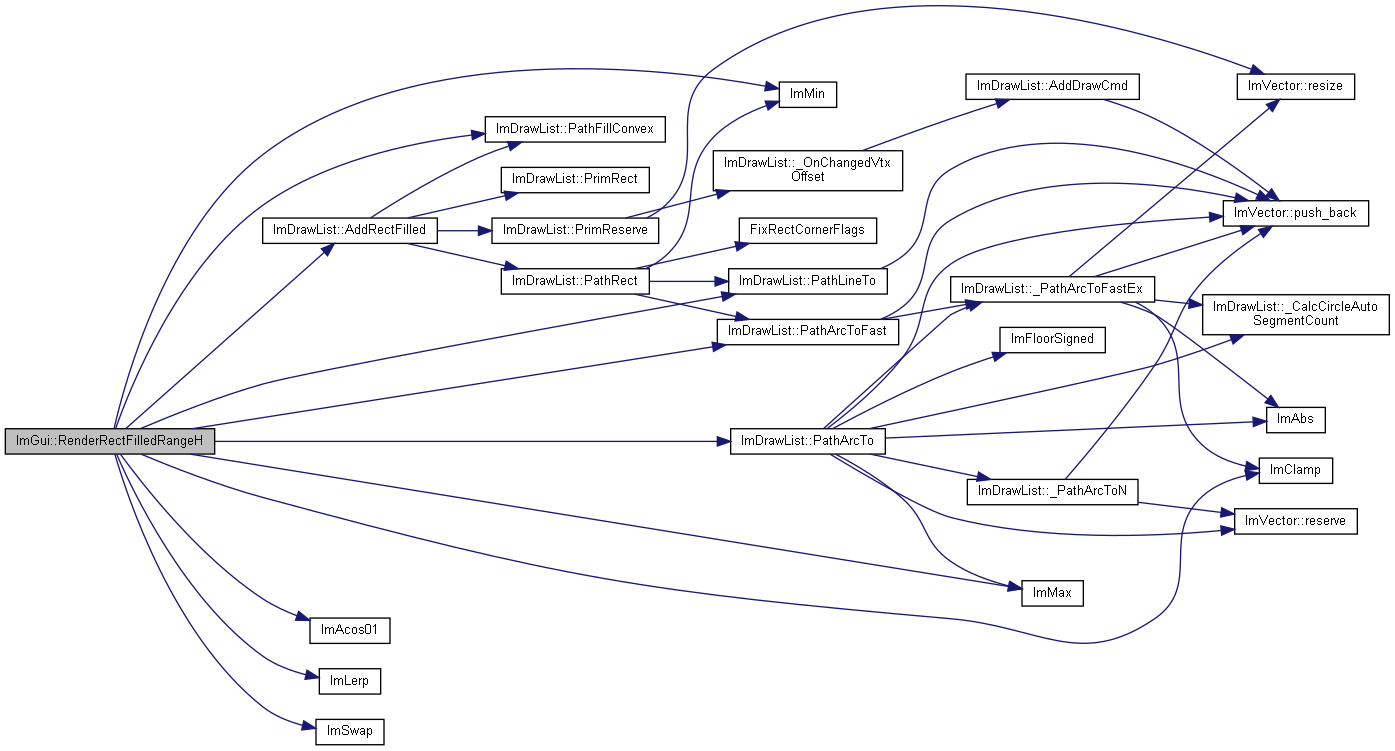 ImGui::RenderRectFilledRangeH
ImDrawList::AddRectFilled
ImAcos01
ImLerp
ImSwap
ImDrawList::PathFillConvex
ImDrawList::PrimRect
ImDrawList::PrimReserve
ImDrawList::PathRect
ImMin
ImDrawList::_OnChangedVtx
Offset
FixRectCornerFlags
ImDrawList::PathLineTo
ImDrawList::PathArcToFast
ImDrawList::PathArcTo
ImDrawList::AddDrawCmd
ImDrawList::_PathArcToFastEx
ImFloorSigned
ImDrawList::_PathArcToN
ImMax
ImVector::resize
ImVector::push_back
ImDrawList::_CalcCircleAuto
SegmentCount
ImAbs
ImClamp
ImVector::reserve